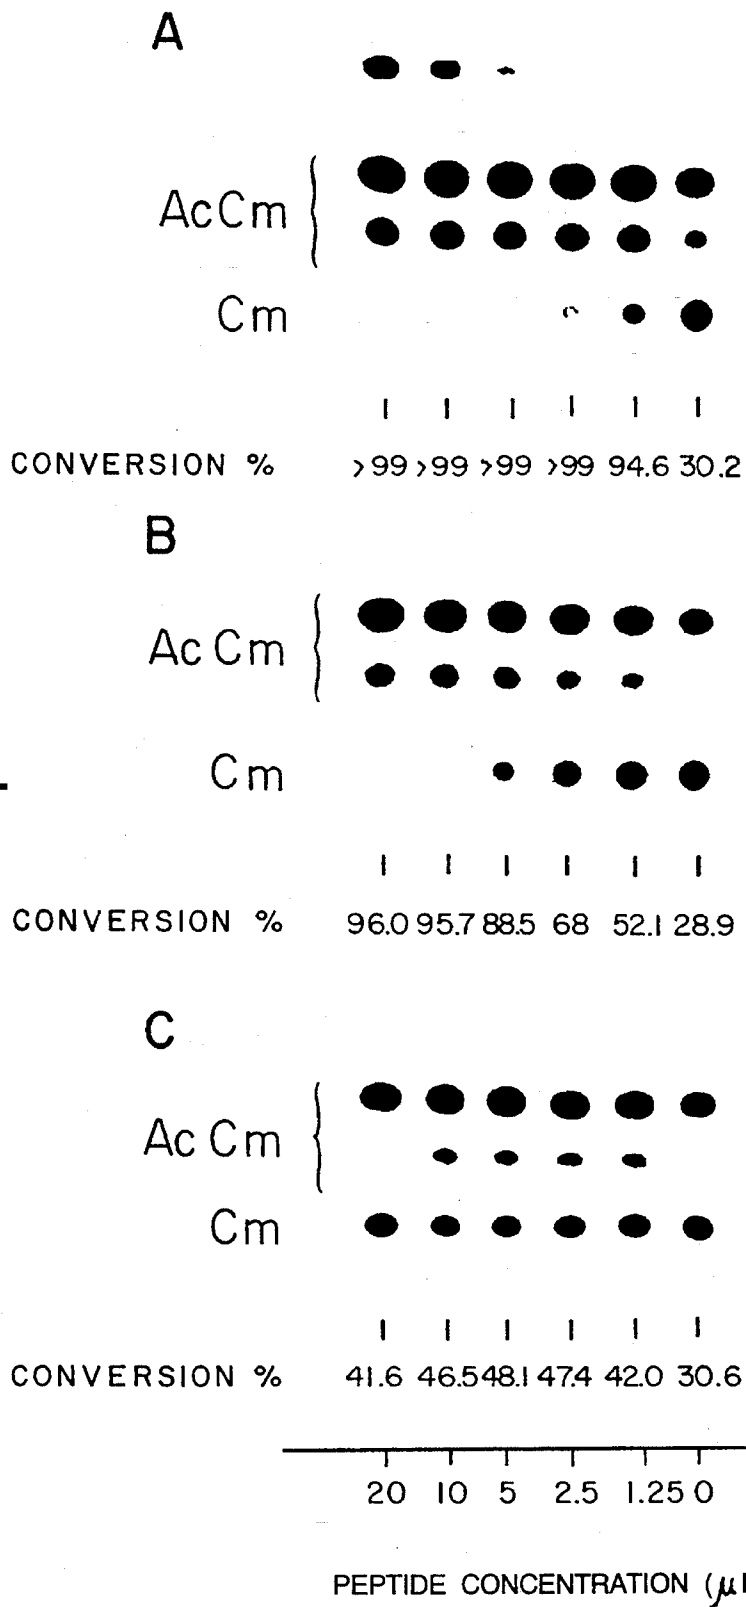 A
AcCm
Cm
CONVERSION % >99 >99 >99 >99 94.6 30.2
B
Ac Cm
Cm
CONVERSION % 96.0 95.7 88.5 68 52.1 28.9
C
Ac Cm
Cm
CONVERSION % 41.6 46.5 48.1 47.4 42.0 30.6
20 10 5 2.5 1.25 0
PEPTIDE CONCENTRATION (μ